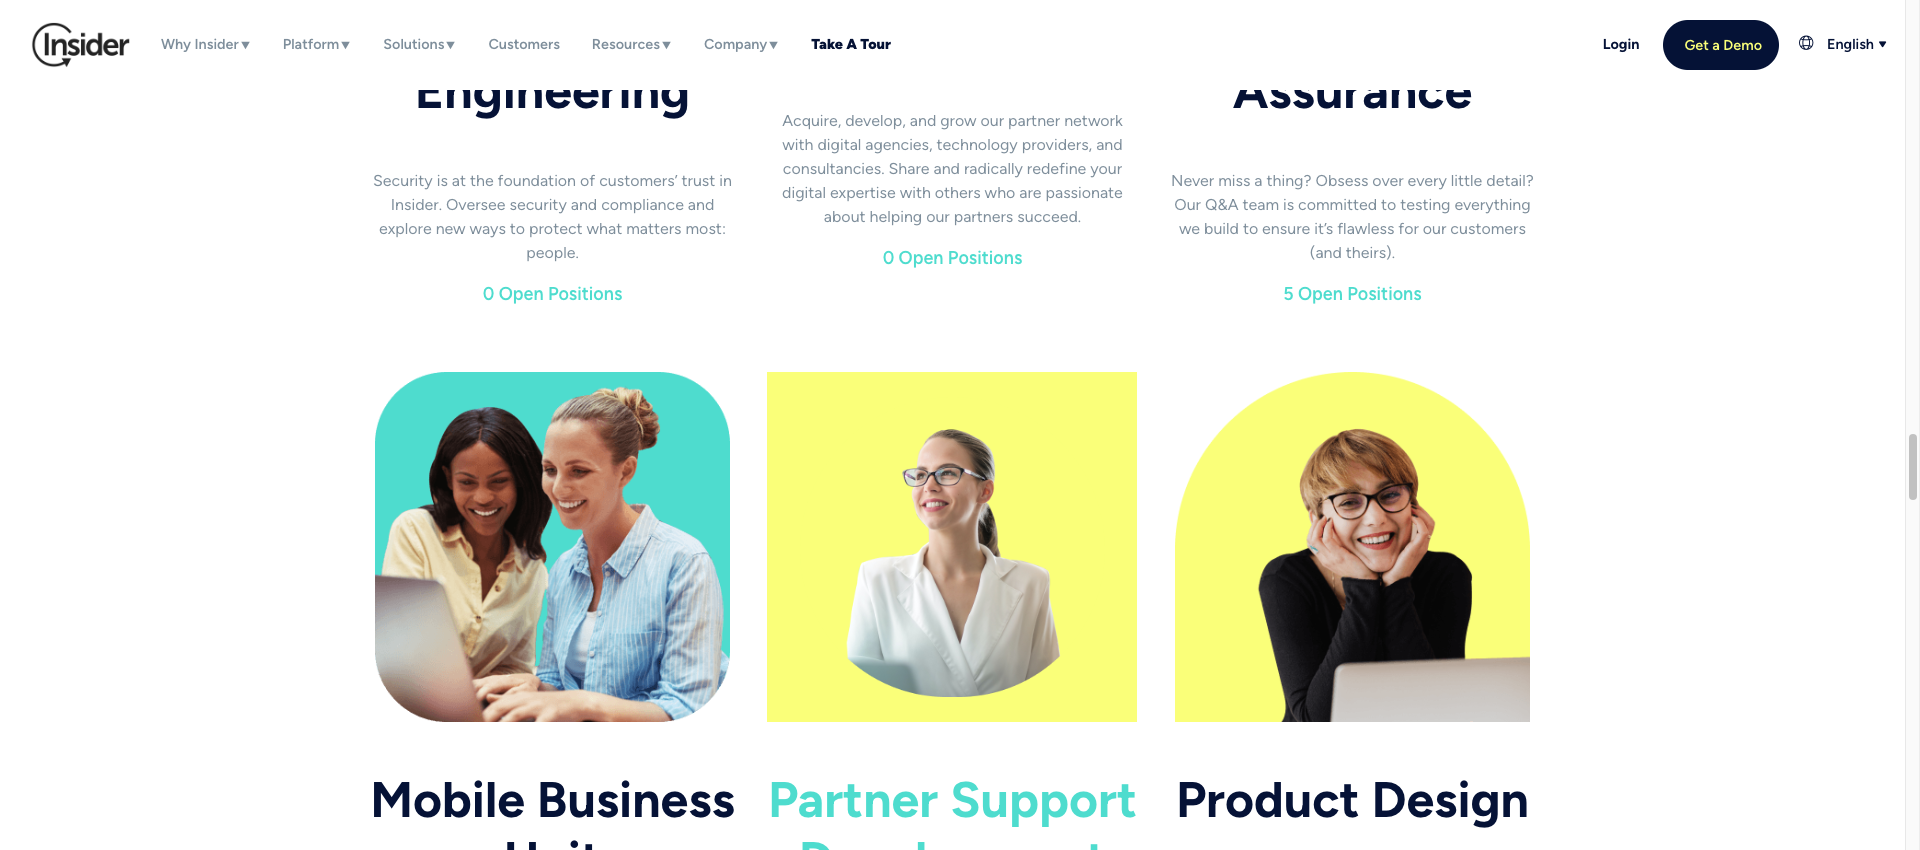 Insider
Why Insider▼
Platform▼
Solutions▼
Customers
Resources▼
Company▼
Take A Tour
Login
Get a Demo
English ▼
Engineering
Security is at the foundation of customers’ trust in
Insider. Oversee security and compliance and
explore new ways to protect what matters most:
people.
0 Open Positions
Acquire, develop, and grow our partner network
with digital agencies, technology providers, and
consultancies. Share and radically redefine your
digital expertise with others who are passionate
about helping our partners succeed.
0 Open Positions
Assurance
Never miss a thing? Obsess over every little detail?
Our Q&A team is committed to testing everything
we build to ensure it’s flawless for our customers
(and theirs).
5 Open Positions
Mobile Business
Partner Support
Product Design